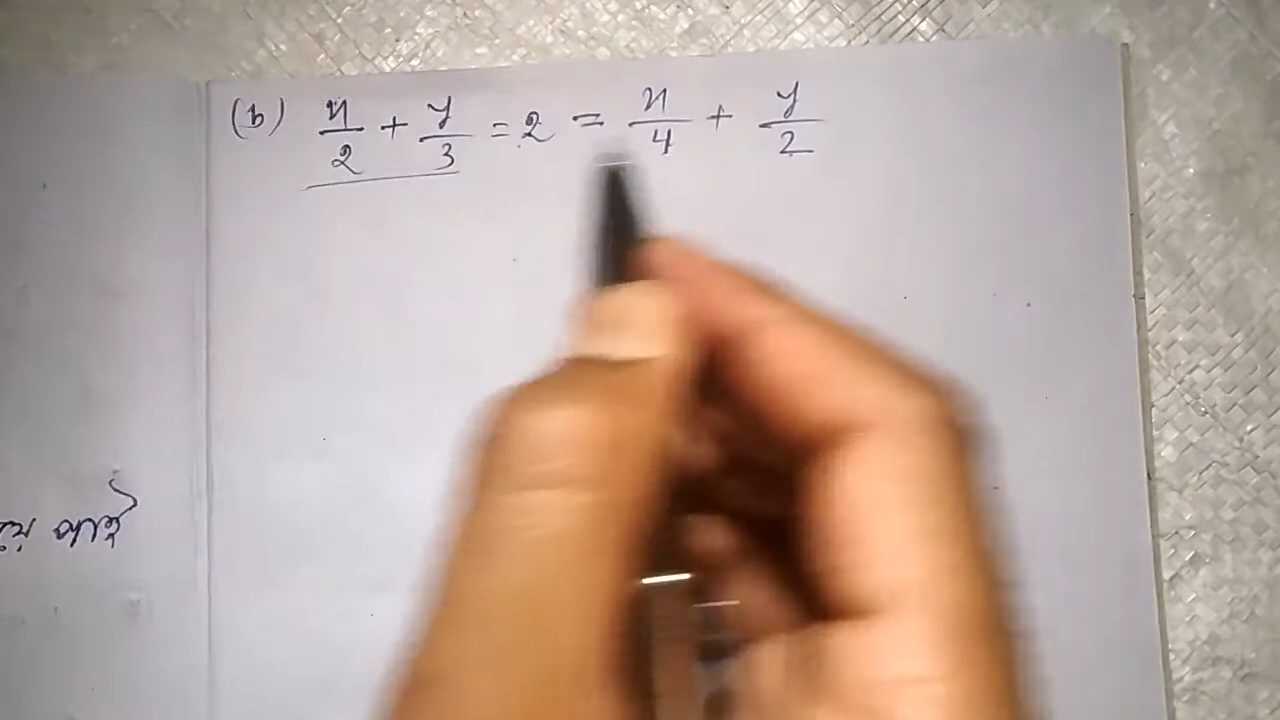 (b) x/2 + y/3 = 2 = x/4 + y/2
পাই